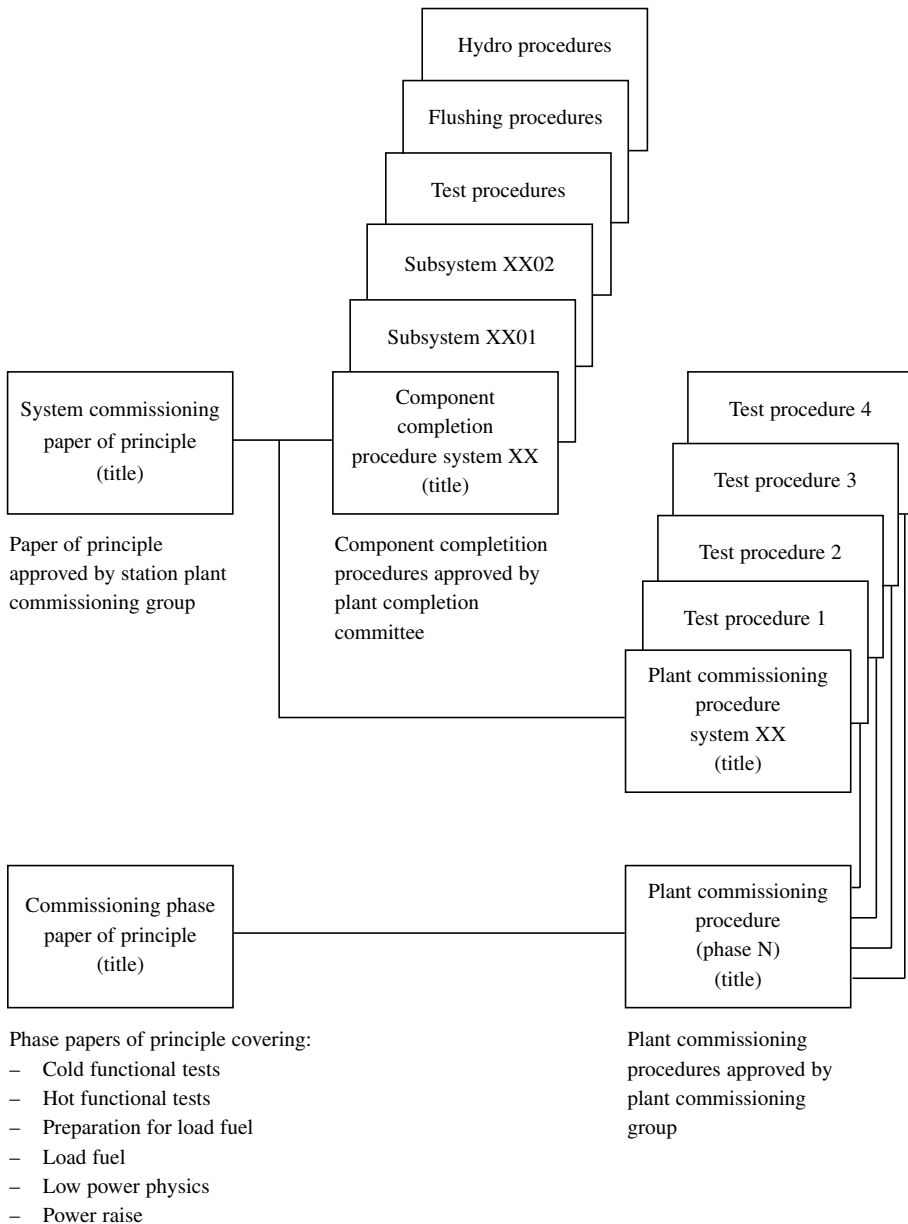 Hydro procedures
Flushing procedures
Test procedures
Subsystem XX02
Subsystem XX01
Component
completion
procedure system XX
(title)
System commissioning
paper of principle
(title)
Test procedure 4
Test procedure 3
Test procedure 2
Test procedure 1
Plant commissioning
procedure
system XX
(title)
Paper of principle
approved by station plant
commissioning group
Component completition
procedures approved by
plant completion
committee
Commissioning phase
paper of principle
(title)
Plant commissioning
procedure
(phase N)
(title)
Phase papers of principle covering:
– Cold functional tests
– Hot functional tests
– Preparation for load fuel
– Load fuel
– Low power physics
– Power raise
Plant commissioning
procedures approved by
plant commissioning
group